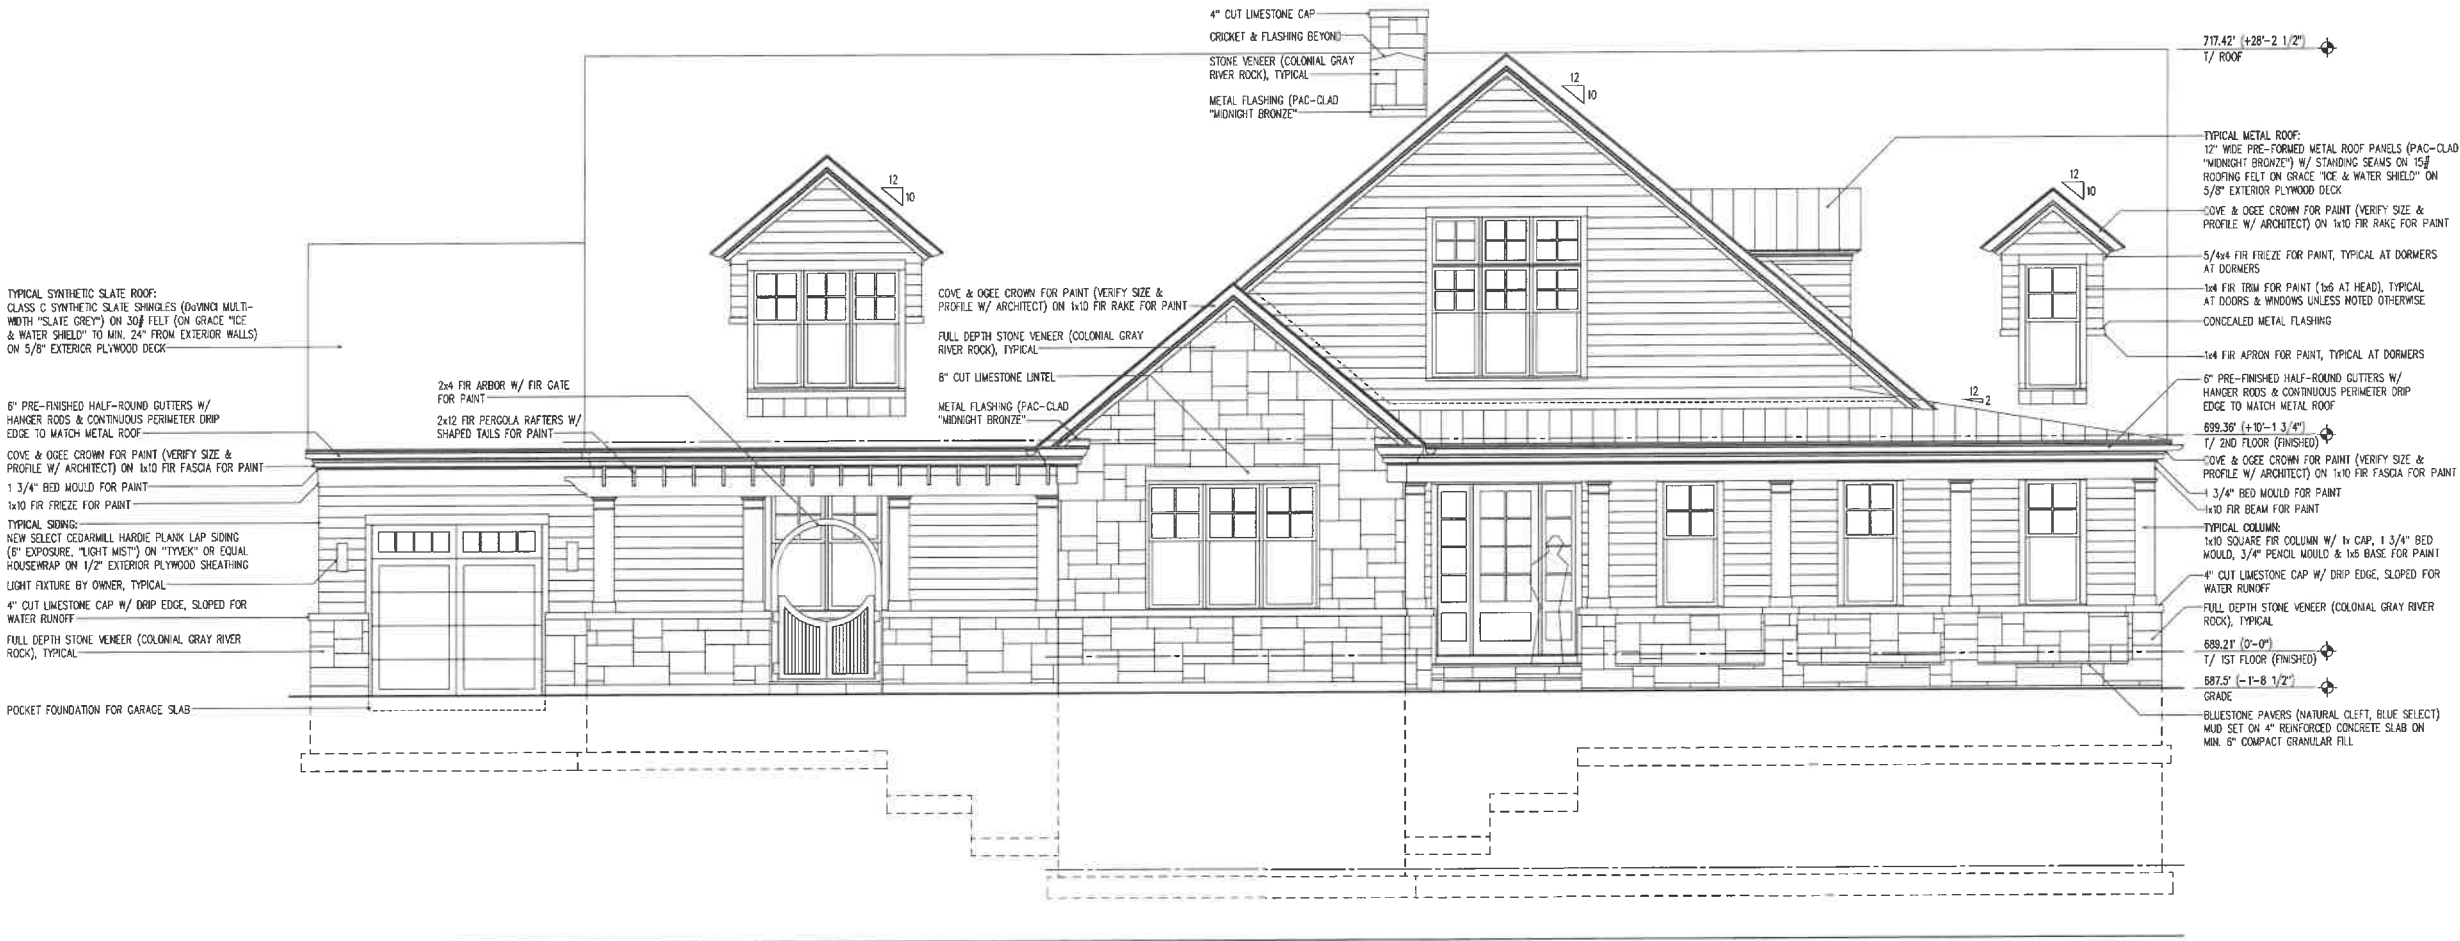 4" CUT LIMESTONE CAP
CRICKET & FLASHING BEYOND
STONE VENEER (COLONIAL GRAY
RIVER ROCK), TYPICAL
METAL FLASHING (PAC-CLAD
"MIDNIGHT BRONZE"
12
10
12
10
12
10
12
2
TYPICAL SYNTHETIC SLATE ROOF:
CLASS C SYNTHETIC SLATE SHINGLES (DaVINCI MULTI-
WIDTH "SLATE GREY") ON 30# FELT (ON GRACE "ICE
& WATER SHIELD" TO MIN. 24" FROM EXTERIOR WALLS)
ON 5/8" EXTERIOR PLYWOOD DECK
6" PRE-FINISHED HALF-ROUND GUTTERS W/
HANGER RODS & CONTINUOUS PERIMETER DRIP
EDGE TO MATCH METAL ROOF
COVE & OGEE CROWN FOR PAINT (VERIFY SIZE &
PROFILE W/ ARCHITECT) ON 1x10 FIR FASCIA FOR PAINT
1 3/4" BED MOULD FOR PAINT
1x10 FIR FRIEZE FOR PAINT
TYPICAL SIDING:
NEW SELECT CEDARMILL HARDIE PLANK LAP SIDING
(6" EXPOSURE, "LIGHT MIST") ON "TYVEK" OR EQUAL
HOUSEWRAP ON 1/2" EXTERIOR PLYWOOD SHEATHING
LIGHT FIXTURE BY OWNER, TYPICAL
4" CUT LIMESTONE CAP W/ DRIP EDGE, SLOPED FOR
WATER RUNOFF
FULL DEPTH STONE VENEER (COLONIAL GRAY RIVER
ROCK), TYPICAL
POCKET FOUNDATION FOR GARAGE SLAB
2x4 FIR ARBOR W/ FIR GATE
FOR PAINT
2x12 FIR PERGOLA RAFTERS W/
SHAPED TAILS FOR PAINT
COVE & OGEE CROWN FOR PAINT (VERIFY SIZE &
PROFILE W/ ARCHITECT) ON 1x10 FIR RAKE FOR PAINT
FULL DEPTH STONE VENEER (COLONIAL GRAY
RIVER ROCK), TYPICAL
8" CUT LIMESTONE LINTEL
METAL FLASHING (PAC-CLAD
"MIDNIGHT BRONZE"
717.42' (+28'-2 1/2")
T/ ROOF
TYPICAL METAL ROOF:
12" WIDE PRE-FORMED METAL ROOF PANELS (PAC-CLAD
"MIDNIGHT BRONZE") W/ STANDING SEAMS ON 15#
ROOFING FELT ON GRACE "ICE & WATER SHIELD" ON
5/8" EXTERIOR PLYWOOD DECK
COVE & OGEE CROWN FOR PAINT (VERIFY SIZE &
PROFILE W/ ARCHITECT) ON 1x10 FIR RAKE FOR PAINT
5/4x4 FIR FRIEZE FOR PAINT, TYPICAL AT DORMERS
AT DORMERS
1x4 FIR TRIM FOR PAINT (1x6 AT HEAD), TYPICAL
AT DOORS & WINDOWS UNLESS NOTED OTHERWISE
CONCEALED METAL FLASHING
1x4 FIR APRON FOR PAINT, TYPICAL AT DORMERS
6" PRE-FINISHED HALF-ROUND GUTTERS W/
HANGER RODS & CONTINUOUS PERIMETER DRIP
EDGE TO MATCH METAL ROOF
699.36' (+10'-1 3/4")
T/ 2ND FLOOR (FINISHED)
COVE & OGEE CROWN FOR PAINT (VERIFY SIZE &
PROFILE W/ ARCHITECT) ON 1x10 FIR FASCIA FOR PAINT
1 3/4" BED MOULD FOR PAINT
1x10 FIR BEAM FOR PAINT
TYPICAL COLUMN:
1x10 SQUARE FIR COLUMN W/ 1x CAP, 1 3/4" BED
MOULD, 3/4" PENCIL MOULD & 1x6 BASE FOR PAINT
4" CUT LIMESTONE CAP W/ DRIP EDGE, SLOPED FOR
WATER RUNOFF
FULL DEPTH STONE VENEER (COLONIAL GRAY RIVER
ROCK), TYPICAL
689.21' (0'-0")
T/ 1ST FLOOR (FINISHED)
687.5' (-1'-8 1/2")
GRADE
BLUESTONE PAVERS (NATURAL CLEFT, BLUE SELECT)
MUD SET ON 4" REINFORCED CONCRETE SLAB ON
MIN. 6" COMPACT GRANULAR FILL